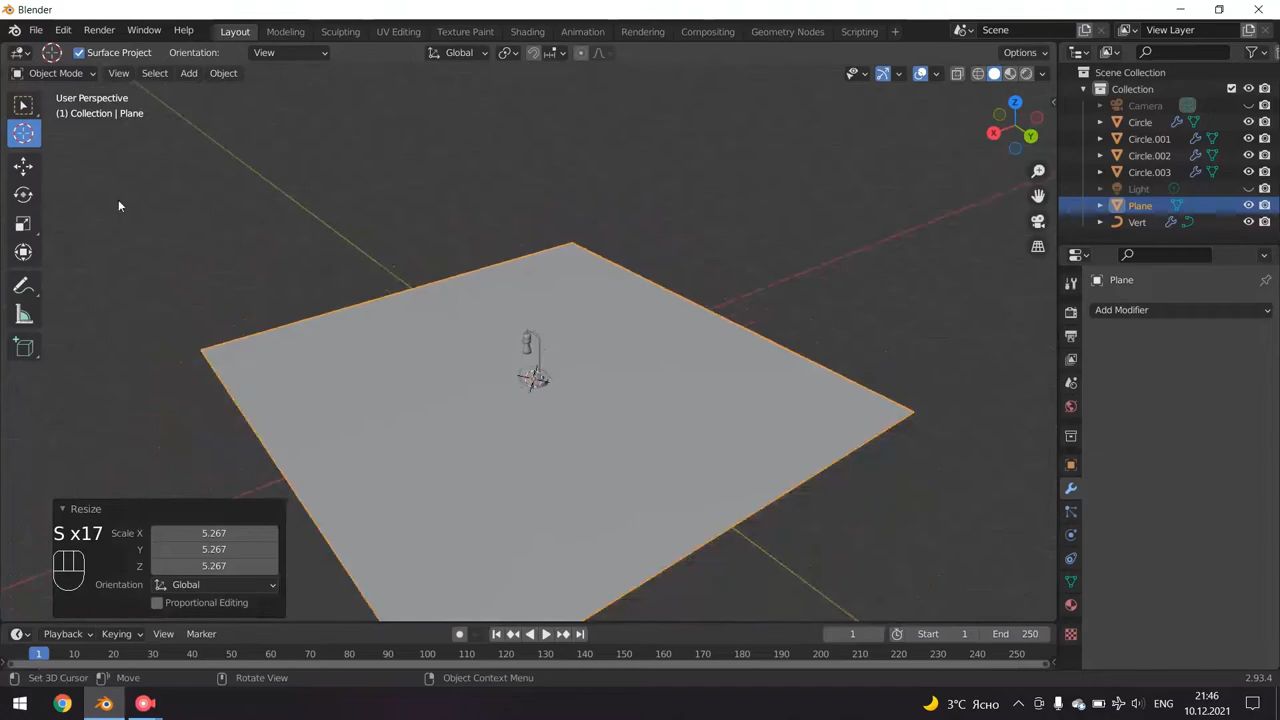 Blender
File Edit Render Window Help Layout Modeling Sculpting UV Editing Texture Paint Shading Animation Rendering Compositing Geometry Nodes Scripting + Scene View Layer
Surface Project Orientation: View Global Options
Object Mode View Select Add Object
User Perspective
(1) Collection | Plane
Z
X
Y
Scene Collection
Collection
Camera
Circle
Circle.001
Circle.002
Circle.003
Light
Plane
Vert
Plane
Add Modifier
Resize
S x17
Scale X 5.267
Y 5.267
Z 5.267
Orientation Global
Proportional Editing
Playback Keying View Marker 1 Start 1 End 250
1 10 20 30 40 50 60 70 80 90 100 110 120 130 140 150 160 170 180 190 200 210 220 230 240 250
Set 3D Cursor Move Rotate View Object Context Menu 2.93.4
3°C Ясно ENG 21:46
10.12.2021